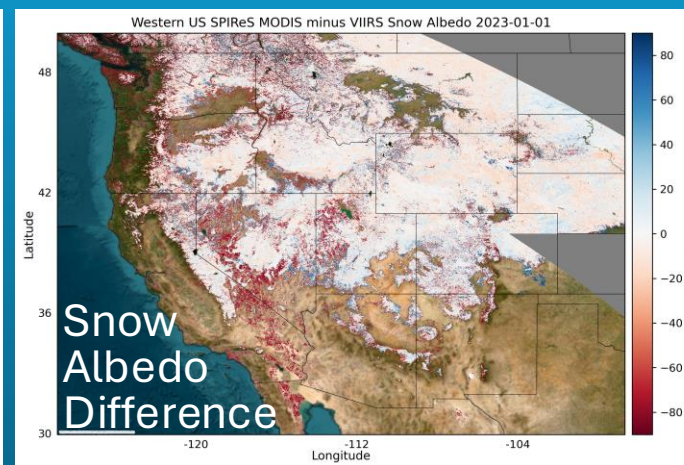 Western US SPIReS MODIS minus VIIRS Snow Albedo 2023-01-01
48
42
36
30
Latitude
-120
-112
-104
Longitude
80
60
40
20
0
−20
−40
−60
−80
Snow
Albedo
Difference